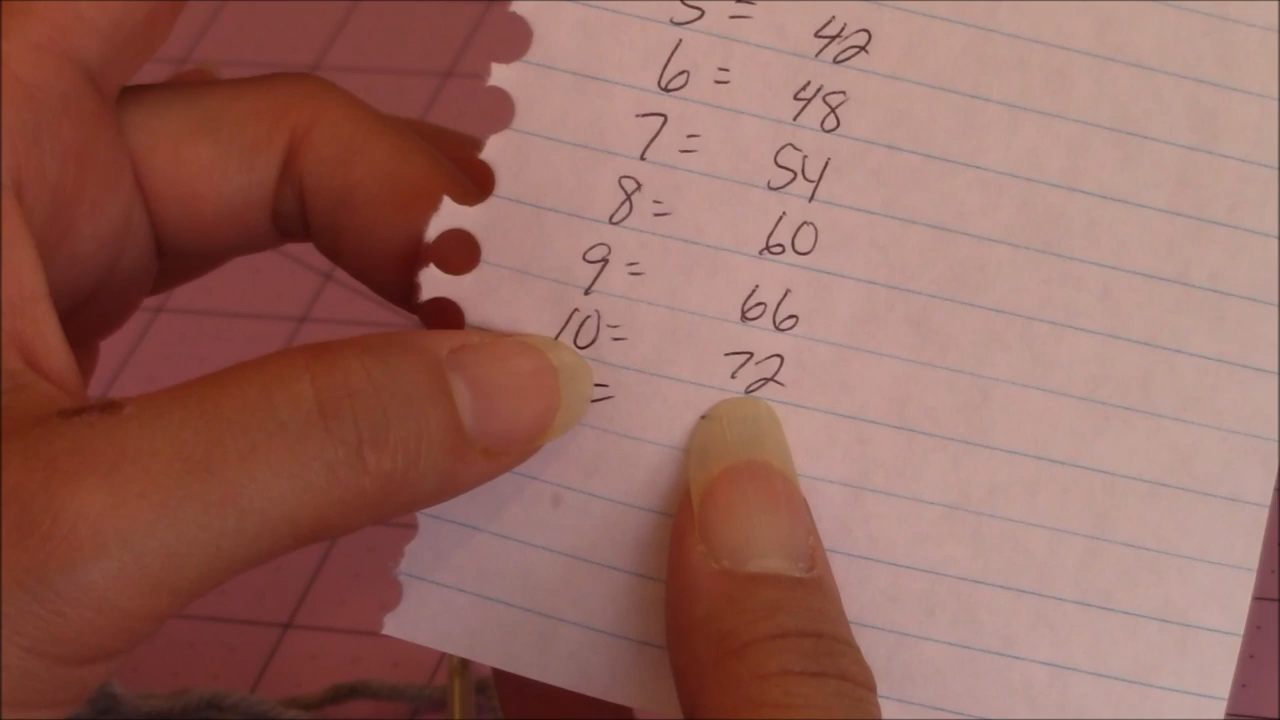 5 = 42
6 = 48
7 = 54
8 = 60
9 = 66
10 = 72
=